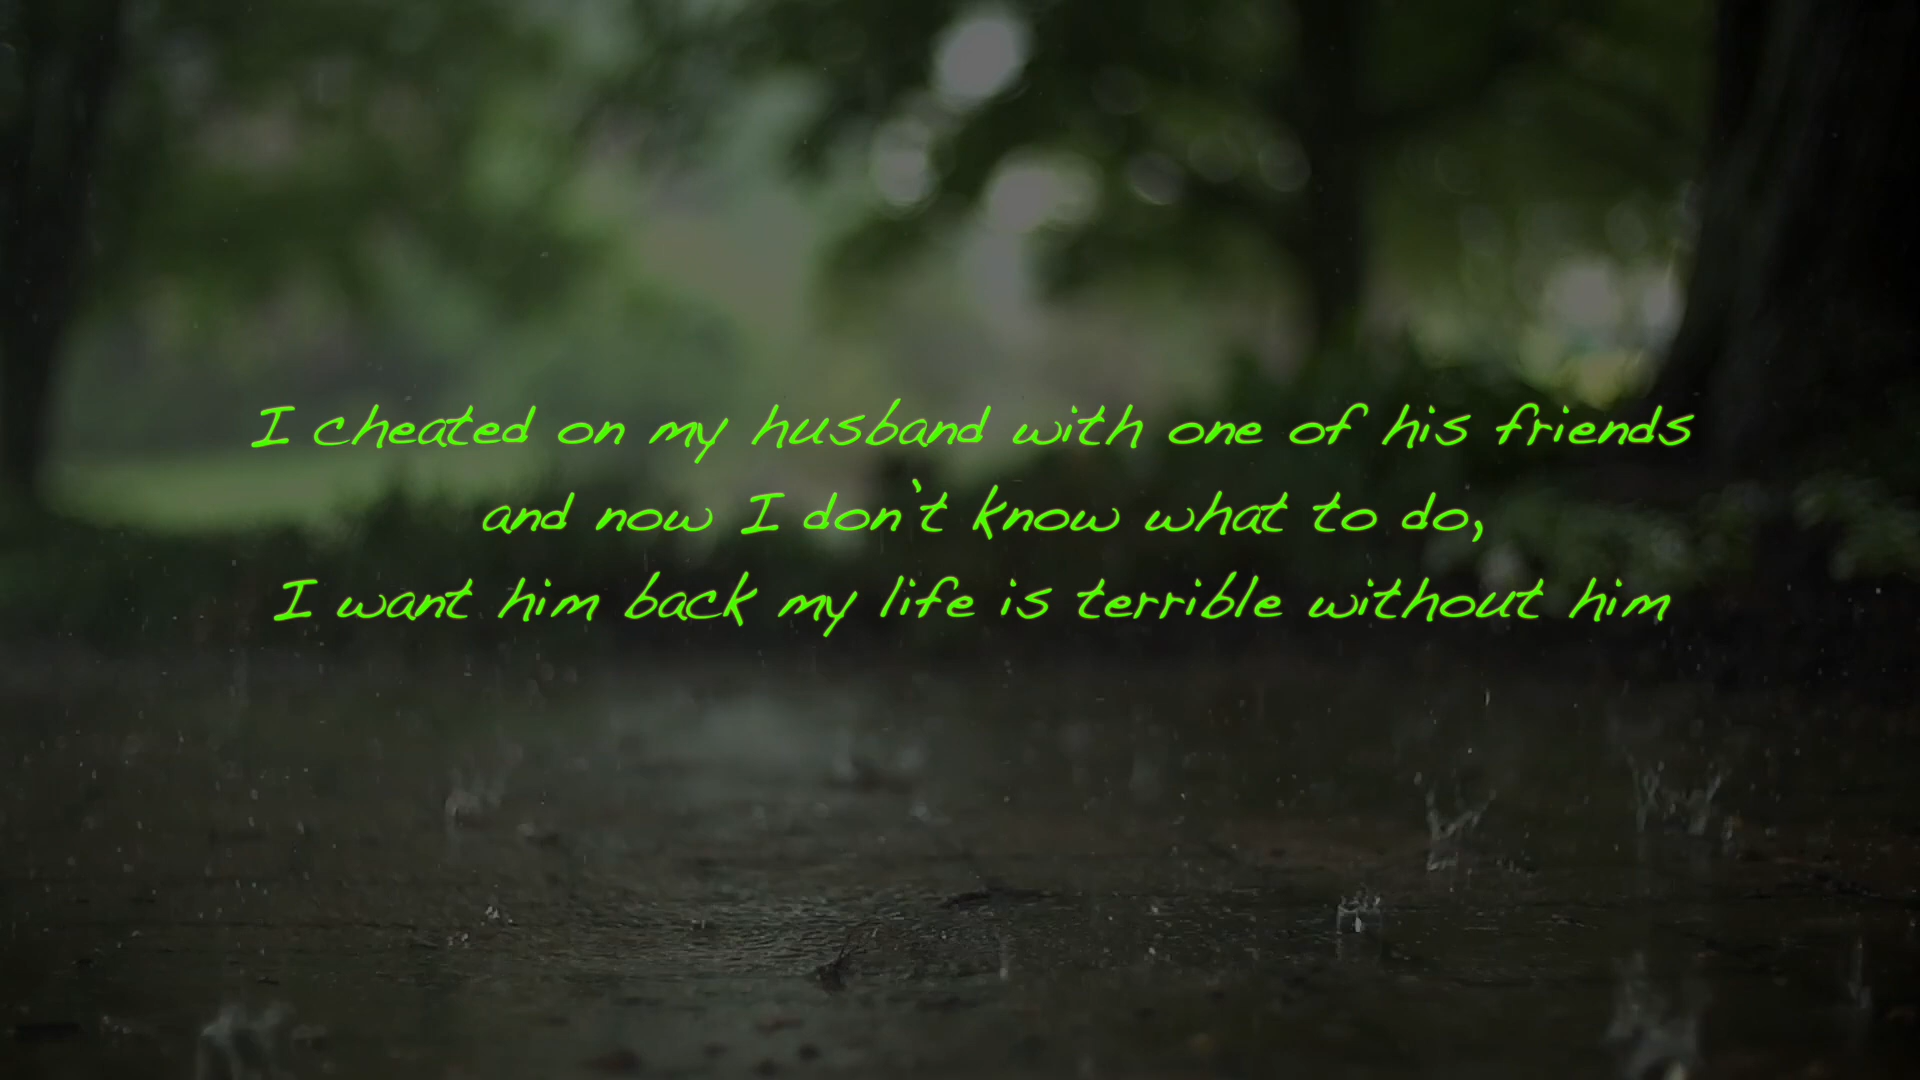 I cheated on my husband with one of his friends
and now I don't know what to do,
I want him back my life is terrible without him